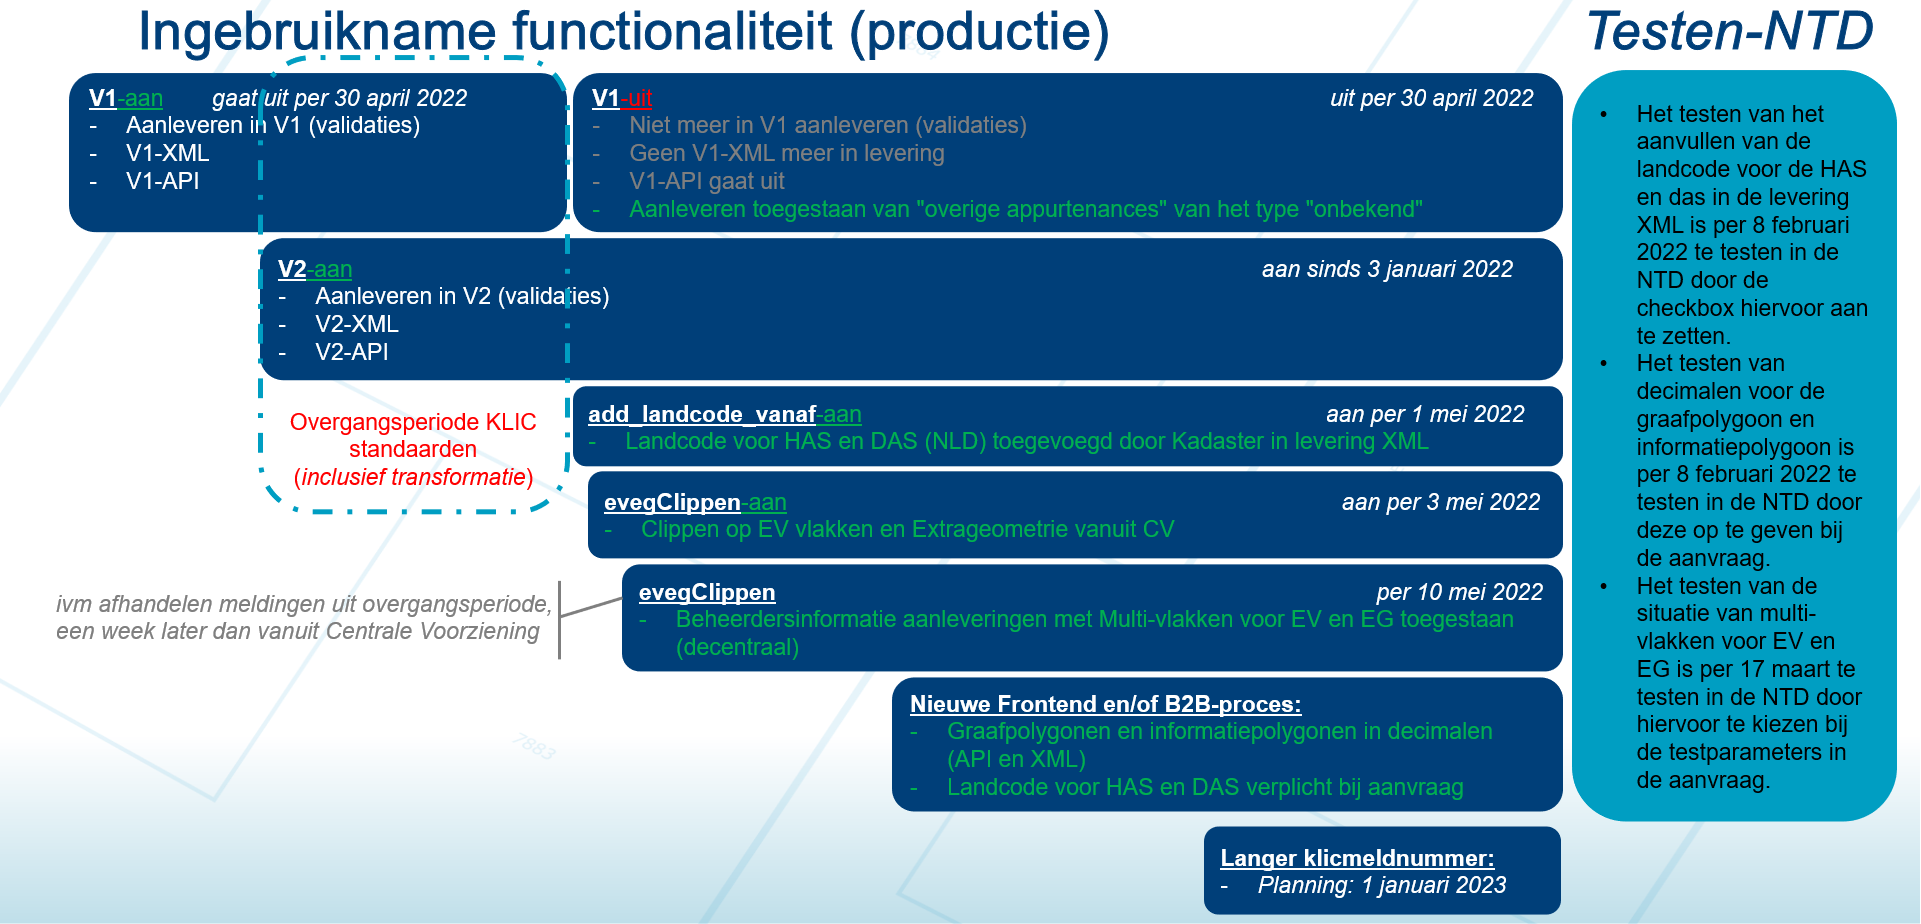 Ingebruikname functionaliteit (productie)
V1-aan gaat uit per 30 april 2022
- Aanleveren in V1 (validaties)
- V1-XML
- V1-API
V1-uit uit per 30 april 2022
- Niet meer in V1 aanleveren (validaties)
- Geen V1-XML meer in levering
- V1-API gaat uit
- Aanleveren toegestaan van "overige appurtenances" van het type "onbekend"
V2-aan aan sinds 3 januari 2022
- Aanleveren in V2 (validaties)
- V2-XML
- V2-API
Overgangsperiode KLIC
standaarden
(inclusief transformatie)
add_landcode_vanaf-aan aan per 1 mei 2022
- Landcode voor HAS en DAS (NLD) toegevoegd door Kadaster in levering XML
evegClippen-aan aan per 3 mei 2022
- Clippen op EV vlakken en Extrageometrie vanuit CV
ivm afhandelen meldingen uit overgangsperiode,
een week later dan vanuit Centrale Voorziening
evegClippen per 10 mei 2022
- Beheerdersinformatie aanleveringen met Multi-vlakken voor EV en EG toegestaan
(decentraal)
Nieuwe Frontend en/of B2B-proces:
- Graafpolygonen en informatiepolygonen in decimalen
(API en XML)
- Landcode voor HAS en DAS verplicht bij aanvraag
Langer klicmeldnummer:
- Planning: 1 januari 2023
7883
Testen-NTD
• Het testen van het
aanvullen van de
landcode voor de HAS
en das in de levering
XML is per 8 februari
2022 te testen in de
NTD door de
checkbox hiervoor aan
te zetten.
• Het testen van
decimalen voor de
graafpolygoon en
informatiepolygoon is
per 8 februari 2022 te
testen in de NTD door
deze op te geven bij
de aanvraag.
• Het testen van de
situatie van multi-
vlakken voor EV en
EG is per 17 maart te
testen in de NTD door
hiervoor te kiezen bij
de testparameters in
de aanvraag.